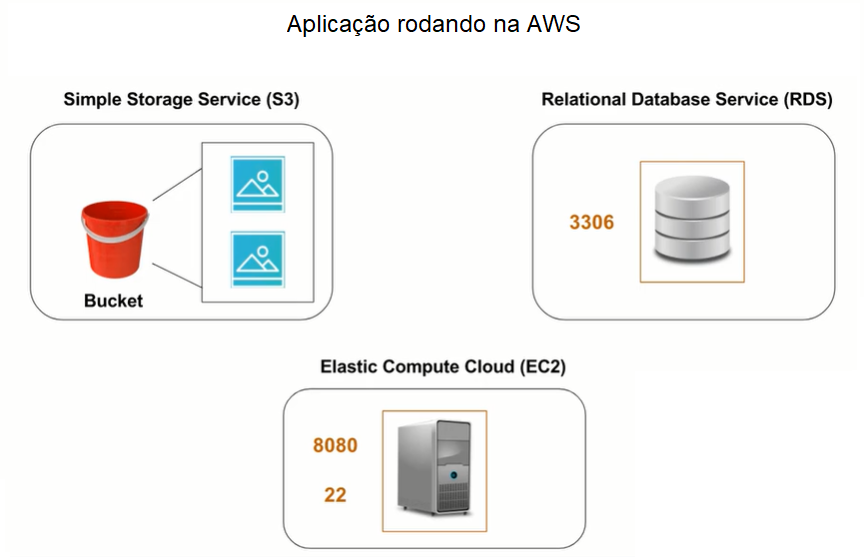 Aplicação rodando na AWS
Simple Storage Service (S3)
Bucket
Relational Database Service (RDS)
3306
Elastic Compute Cloud (EC2)
8080
22